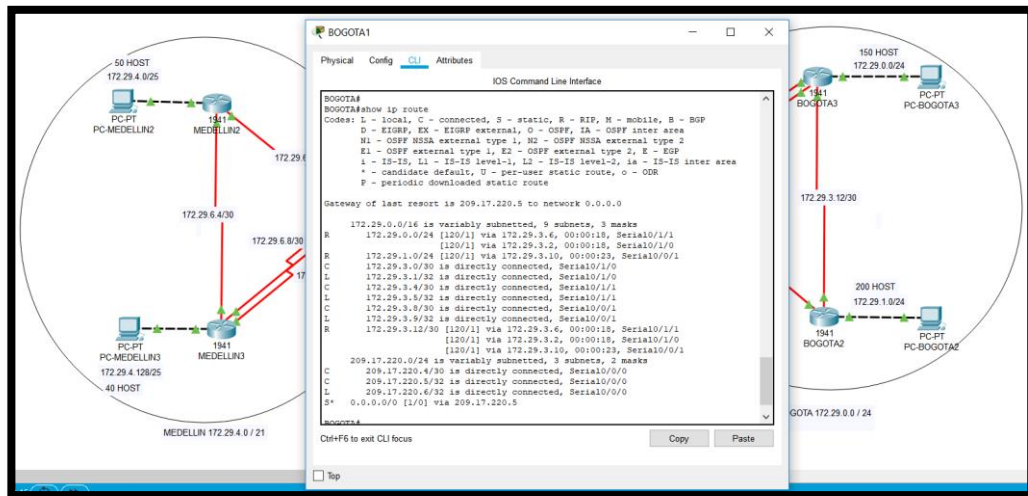 BOGOTA1
Physical Config CLI Attributes
IOS Command Line Interface
BOGOTA#
BOGOTA#show ip route
Codes: L - local, C - connected, S - static, R - RIP, M - mobile, B - BGP
D - EIGRP, EX - EIGRP external, O - OSPF, IA - OSPF inter area
N1 - OSPF NSSA external type 1, N2 - OSPF NSSA external type 2
E1 - OSPF external type 1, E2 - OSPF external type 2, E - EGP
i - IS-IS, L1 - IS-IS level-1, L2 - IS-IS level-2, ia - IS-IS inter area
* - candidate default, U - per-user static route, o - ODR
P - periodic downloaded static route
Gateway of last resort is 209.17.220.5 to network 0.0.0.0
172.29.0.0/16 is variably subnetted, 9 subnets, 3 masks
R 172.29.0.0/24 [120/1] via 172.29.3.6, 00:00:18, Serial0/1/1
[120/1] via 172.29.3.2, 00:00:18, Serial0/1/0
R 172.29.1.0/24 [120/1] via 172.29.3.10, 00:00:23, Serial0/0/1
C 172.29.3.0/30 is directly connected, Serial0/1/0
L 172.29.3.1/32 is directly connected, Serial0/1/0
C 172.29.3.4/30 is directly connected, Serial0/1/1
L 172.29.3.5/32 is directly connected, Serial0/1/1
C 172.29.3.8/30 is directly connected, Serial0/0/1
L 172.29.3.9/32 is directly connected, Serial0/0/1
R 172.29.3.12/30 [120/1] via 172.29.3.6, 00:00:18, Serial0/1/1
[120/1] via 172.29.3.2, 00:00:18, Serial0/1/0
[120/1] via 172.29.3.10, 00:00:23, Serial0/0/1
209.17.220.0/24 is variably subnetted, 3 subnets, 2 masks
C 209.17.220.4/30 is directly connected, Serial0/0/0
C 209.17.220.5/32 is directly connected, Serial0/0/0
L 209.17.220.6/32 is directly connected, Serial0/0/0
S* 0.0.0.0/0 [1/0] via 209.17.220.5
BOGOTA#
Ctrl+F6 to exit CLI focus
Copy Paste
Top
50 HOST
172.29.4.0/25
PC-PT
PC-MEDELLIN2
1941
MEDELLIN2
172.29.6
172.29.6.4/30
172.29.6.8/30
17
PC-PT
PC-MEDELLIN3
172.29.4.128/25
40 HOST
1941
MEDELLIN3
MEDELLIN 172.29.4.0 / 21
150 HOST
172.29.0.0/24
1941
BOGOTA3
PC-PT
PC-BOGOTA3
172.29.3.12/30
200 HOST
172.29.1.0/24
1941
BOGOTA2
PC-PT
PC-BOGOTA2
GOTA 172.29.0.0 / 24